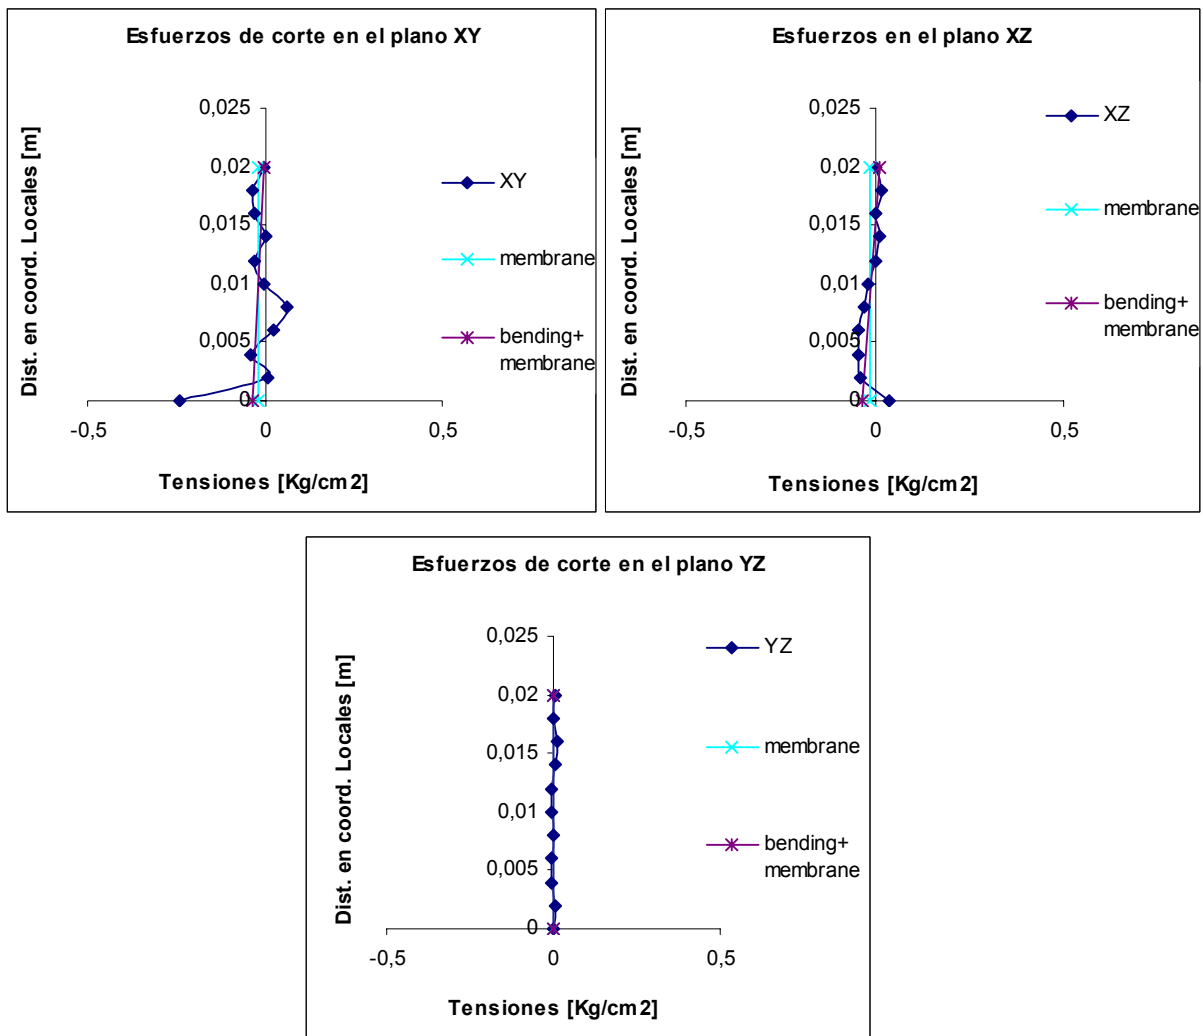 Esfuerzos de corte en el plano XY
Dist. en coord. Locales [m]
0,025
0,02
0,015
0,01
0,005
0
-0,5
0
0,5
Tensiones [Kg/cm2]
XY
membrane
bending+
membrane
Esfuerzos en el plano XZ
Dist. en coord. Locales [m]
0,025
0,02
0,015
0,01
0,005
0
-0,5
0
0,5
Tensiones [Kg/cm2]
XZ
membrane
bending+
membrane
Esfuerzos de corte en el plano YZ
Dist. en coord. Locales [m]
0,025
0,02
0,015
0,01
0,005
0
-0,5
0
0,5
Tensiones [Kg/cm2]
YZ
membrane
bending+
membrane